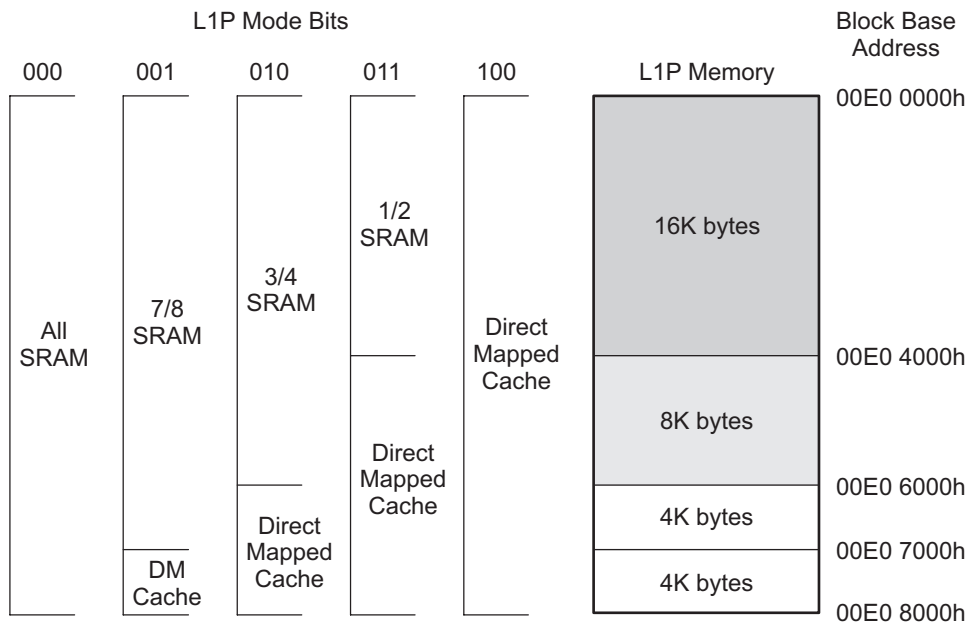 L1P Mode Bits
Block Base
Address
000 001 010 011 100 L1P Memory
00E0 0000h
1/2
SRAM
16K bytes
3/4
SRAM
7/8
SRAM
All
SRAM
Direct
Mapped
Cache
00E0 4000h
8K bytes
Direct
Mapped
Cache
00E0 6000h
4K bytes
Direct
Mapped
Cache
00E0 7000h
DM
Cache
4K bytes
00E0 8000h